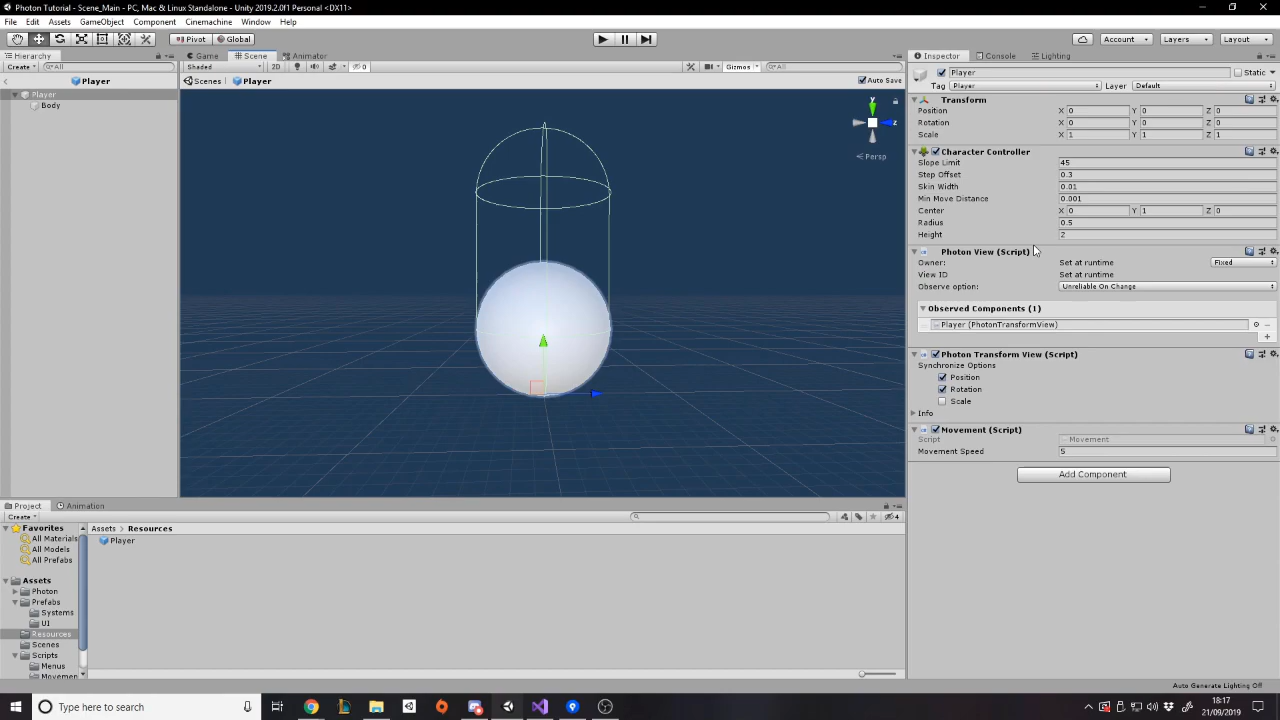 Photon Tutorial - Scene_Main - PC, Mac & Linux Standalone - Unity 2019.2.0f1 Personal <DX11>
File Edit Assets GameObject Component Cinemachine Window Help
Pivot Global Account Layers Layout
Hierarchy Game Scene Animator Inspector Console Lighting
Create All Shaded 2D 0 Gizmos All
Player Scenes Player Auto Save
Player
Body
y
z
Persp
Player Static
Tag Player Layer Default
Transform
Position X 0 Y 0 Z 0
Rotation X 0 Y 0 Z 0
Scale X 1 Y 1 Z 1
Character Controller
Slope Limit 45
Step Offset 0.3
Skin Width 0.01
Min Move Distance 0.001
Center X 0 Y 1 Z 0
Radius 0.5
Height 2
Photon View (Script)
Owner: Set at runtime Fixed
View ID Set at runtime
Observe option: Unreliable On Change
Observed Components (1)
Player (PhotonTransformView)
Photon Transform View (Script)
Synchronize Options
Position
Rotation
Scale
Info
Movement (Script)
Script Movement
Movement Speed 5
Add Component
Project Animation
Create 4
Favorites
All Materials
All Models
All Prefabs
Assets
Photon
Prefabs
Systems
UI
Resources
Scenes
Scripts
Menus
Movemen
Assets > Resources
Player
Auto Generate Lighting Off
Type here to search
18:17
21/09/2019